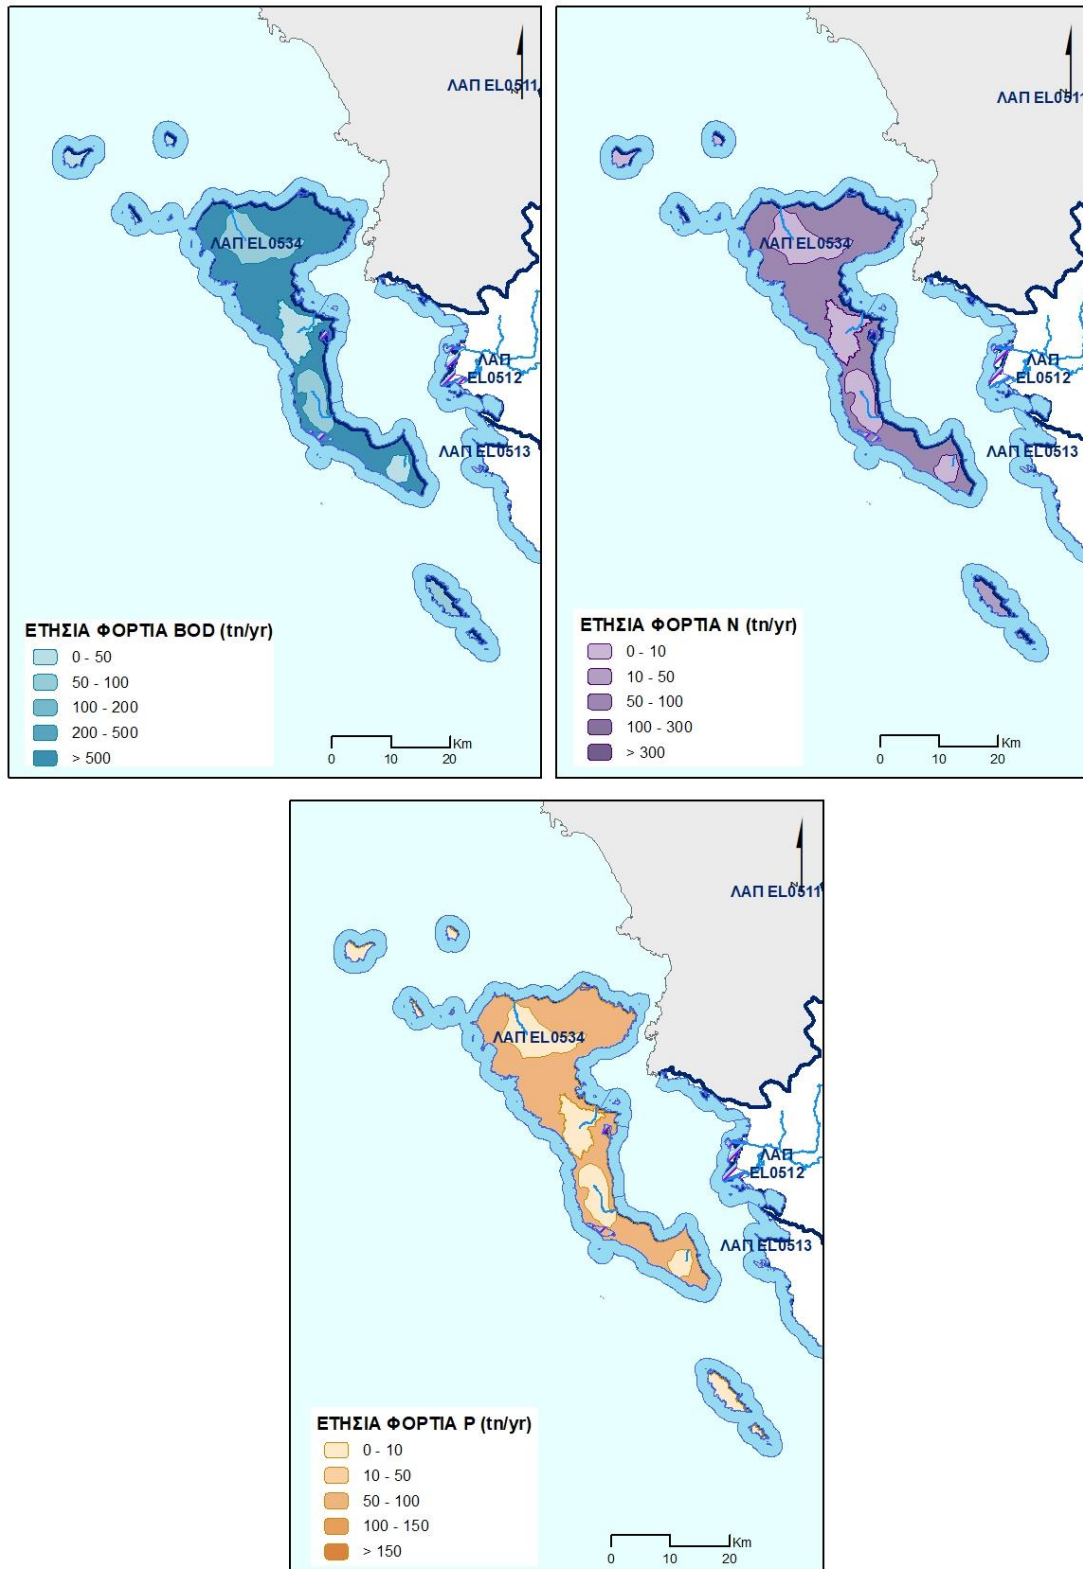 ΛΑΠ EL0511
N
ΛΑΠ EL0534
ΛΑΠ
EL0512
ΛΑΠ EL0513
ΕΤΗΣΙΑ ΦΟΡΤΙΑ BOD (tn/yr)
0 - 50
50 - 100
100 - 200
200 - 500
> 500
Km
0 10 20
ΛΑΠ EL0511
N
ΛΑΠ EL0534
ΛΑΠ
EL0512
ΛΑΠ EL0513
ΕΤΗΣΙΑ ΦΟΡΤΙΑ N (tn/yr)
0 - 10
10 - 50
50 - 100
100 - 300
> 300
Km
0 10 20
ΛΑΠ EL0511
N
ΛΑΠ EL0534
ΛΑΠ
EL0512
ΛΑΠ EL0513
ΕΤΗΣΙΑ ΦΟΡΤΙΑ P (tn/yr)
0 - 10
10 - 50
50 - 100
100 - 150
> 150
Km
0 10 20